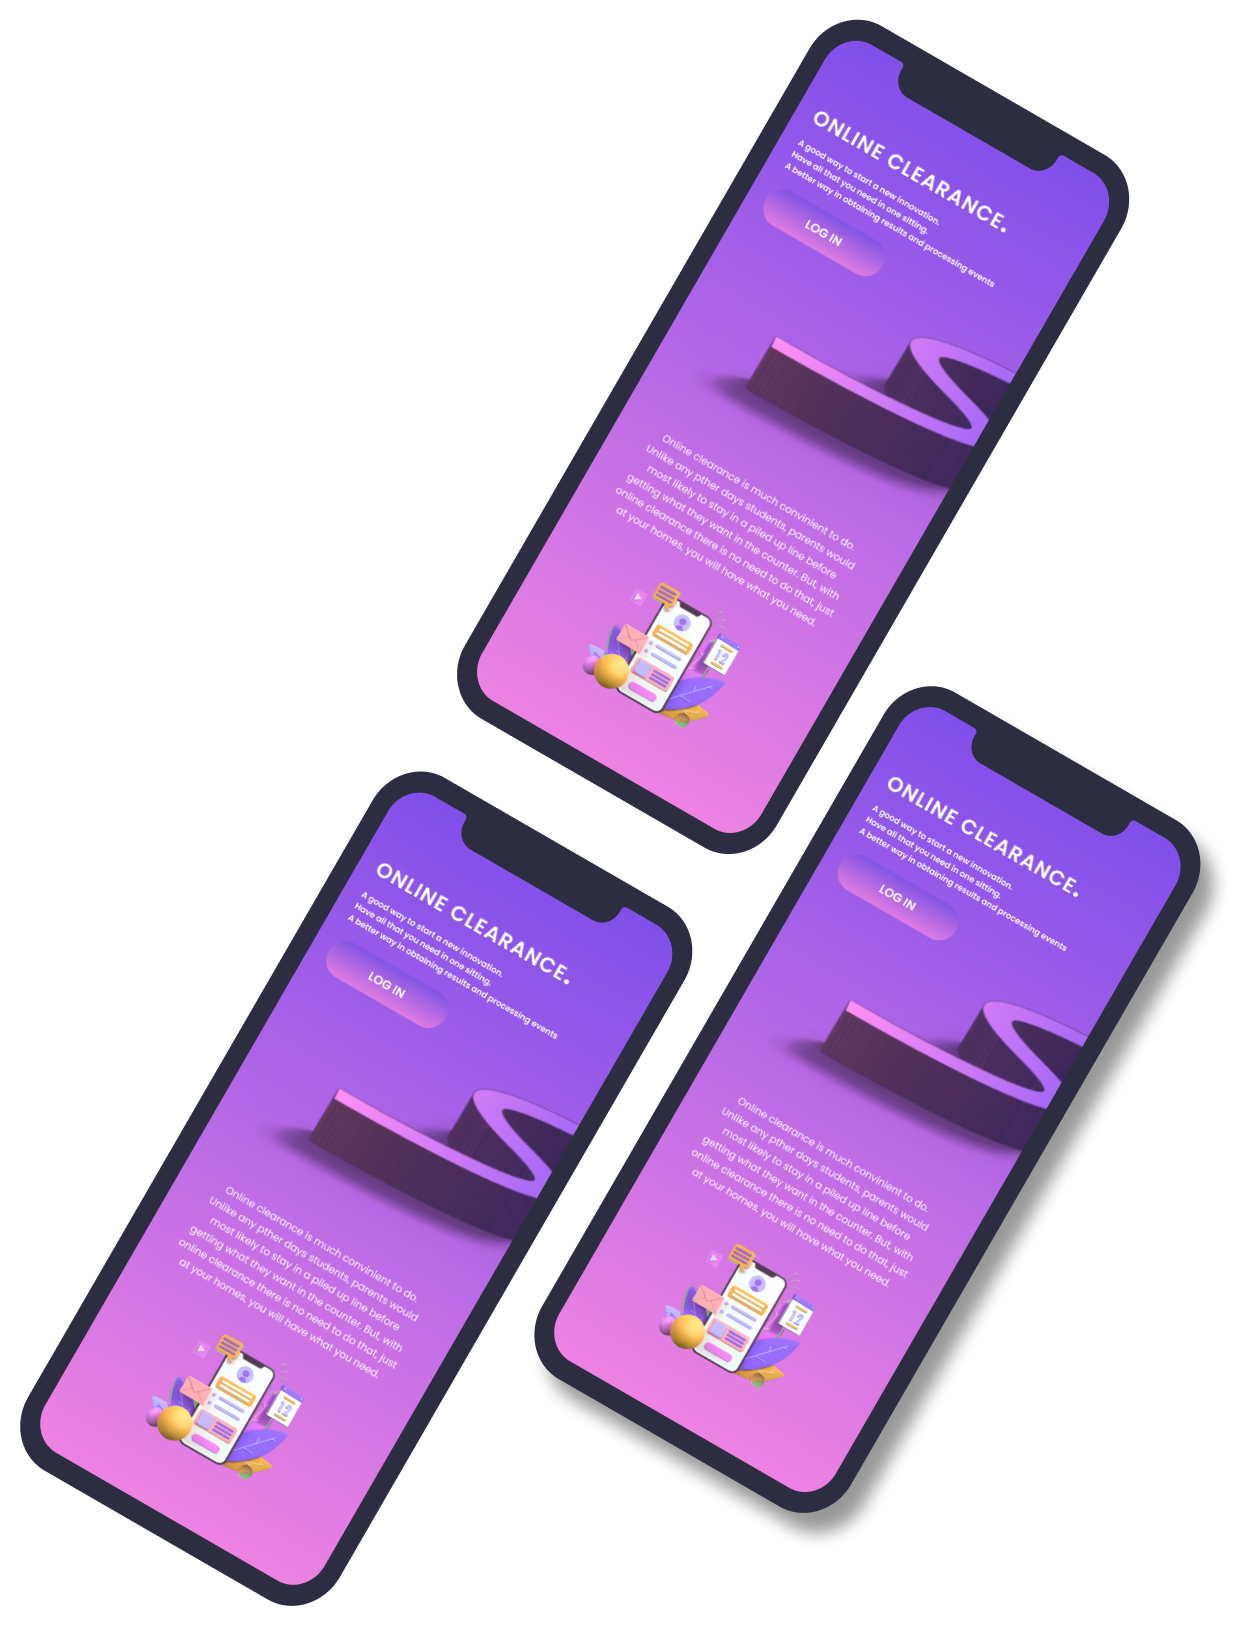 ONLINE CLEARANCE.
A good way to start a new innovation.
Have all that you need in one sitting.
A better way in obtaining results and processing events
LOG IN
Online clearance is much convinient to do.
Unlike any pther days students, parents would
most likely to stay in a piled up line before
getting what they want in the counter. But, with
online clearance there is no need to do that, just
at your homes, you will have what you need.
12
ONLINE CLEARANCE.
A good way to start a new innovation.
Have all that you need in one sitting.
A better way in obtaining results and processing events
LOG IN
Online clearance is much convinient to do.
Unlike any pther days students, parents would
most likely to stay in a piled up line before
getting what they want in the counter. But, with
online clearance there is no need to do that, just
at your homes, you will have what you need.
12
ONLINE CLEARANCE.
A good way to start a new innovation.
Have all that you need in one sitting.
A better way in obtaining results and processing events
LOG IN
Online clearance is much convinient to do.
Unlike any pther days students, parents would
most likely to stay in a piled up line before
getting what they want in the counter. But, with
online clearance there is no need to do that, just
at your homes, you will have what you need.
12